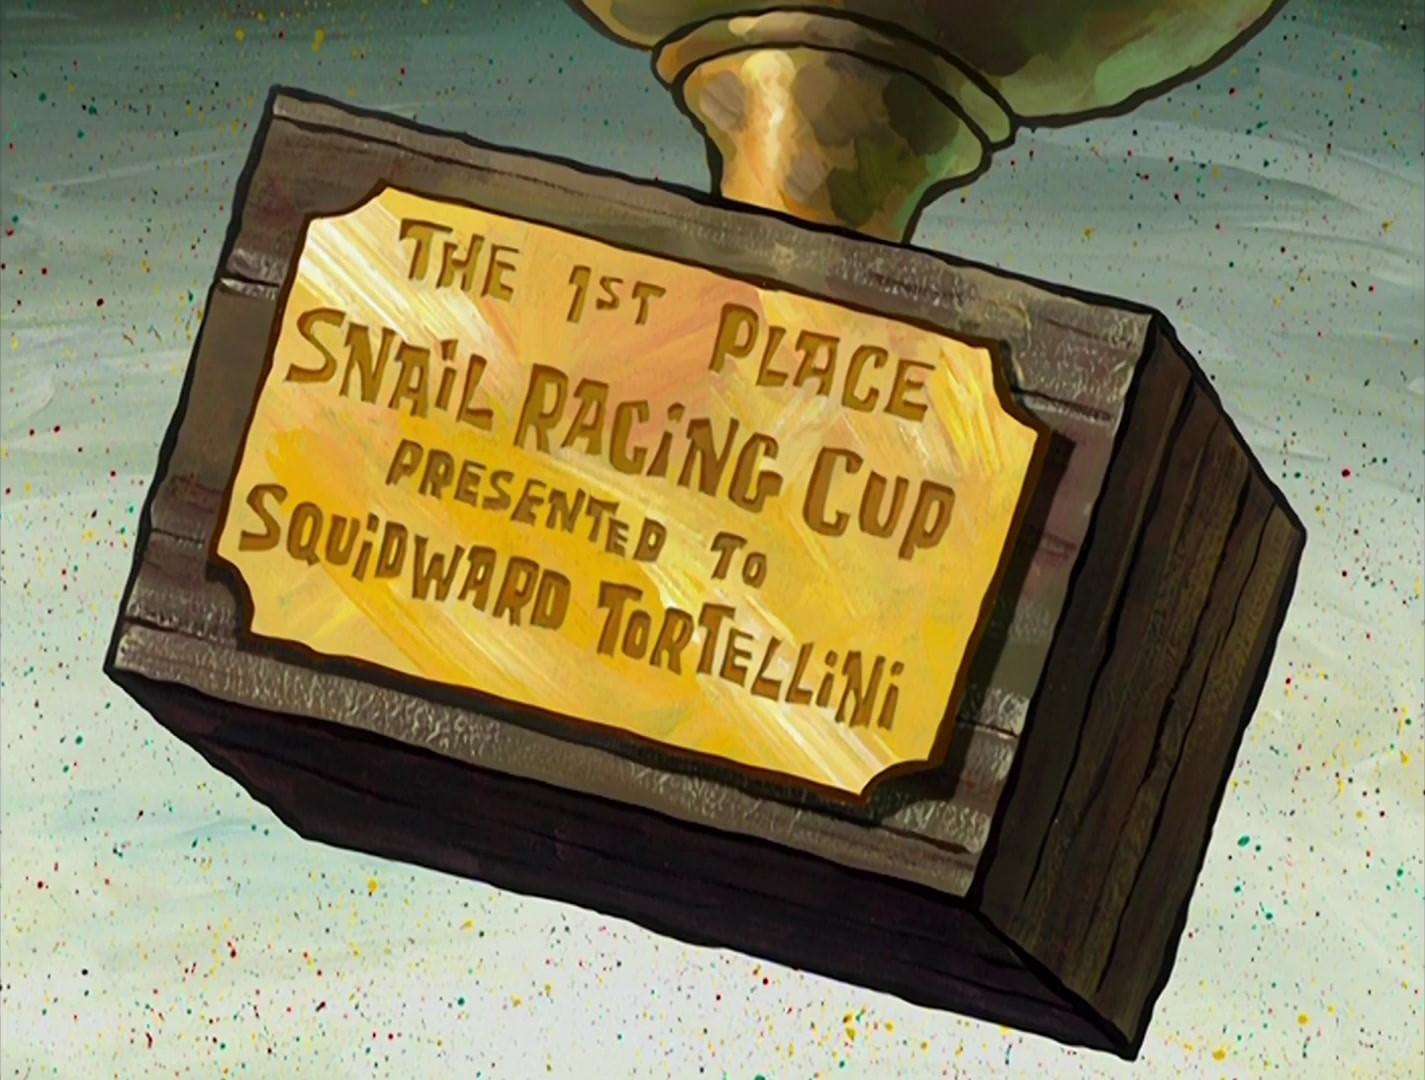 THE 1ST PLACE
SNAiL RACiNG CUP
PRESENTED TO
SQUiDWARD TORTELLiNi